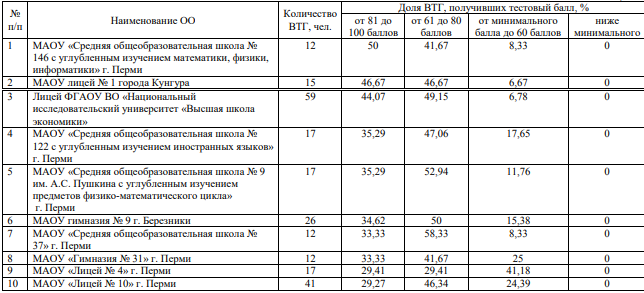 № п/п | Наименование ОО | Количество ВТГ, чел. | Доля ВТГ, получивших тестовый балл, %
от 81 до 100 баллов | от 61 до 80 баллов | от минимального балла до 60 баллов | ниже минимального
1 | МАОУ «Средняя общеобразовательная школа № | 12 | 50 | 41,67 | 8,33 | 0
146 с углубленным изучением математики, физики,
информатики» г. Перми
2 | МАОУ лицей № 1 города Кунгура | 15 | 46,67 | 46,67 | 6,67 | 0
3 | Лицей ФГАОУ ВО «Национальный | 59 | 44,07 | 49,15 | 6,78 | 0
исследовательский университет «Высшая школа
экономики»
4 | МАОУ «Средняя общеобразовательная школа № | 17 | 35,29 | 47,06 | 17,65 | 0
122 с углубленным изучением иностранных языков»
г. Перми
5 | МАОУ «Средняя общеобразовательная школа № 9 | 17 | 35,29 | 52,94 | 11,76 | 0
им. А.С. Пушкина с углубленным изучением
предметов физико-математического цикла»
г. Перми
6 | МАОУ гимназия № 9 г. Березники | 26 | 34,62 | 50 | 15,38 | 0
7 | МАОУ «Средняя общеобразовательная школа № | 12 | 33,33 | 58,33 | 8,33 | 0
37» г. Перми
8 | МАОУ «Гимназия № 31» г. Перми | 12 | 33,33 | 41,67 | 25 | 0
9 | МАОУ «Лицей № 4» г. Перми | 17 | 29,41 | 29,41 | 41,18 | 0
10 | МАОУ «Лицей № 10» г. Перми | 41 | 29,27 | 46,34 | 24,39 | 0